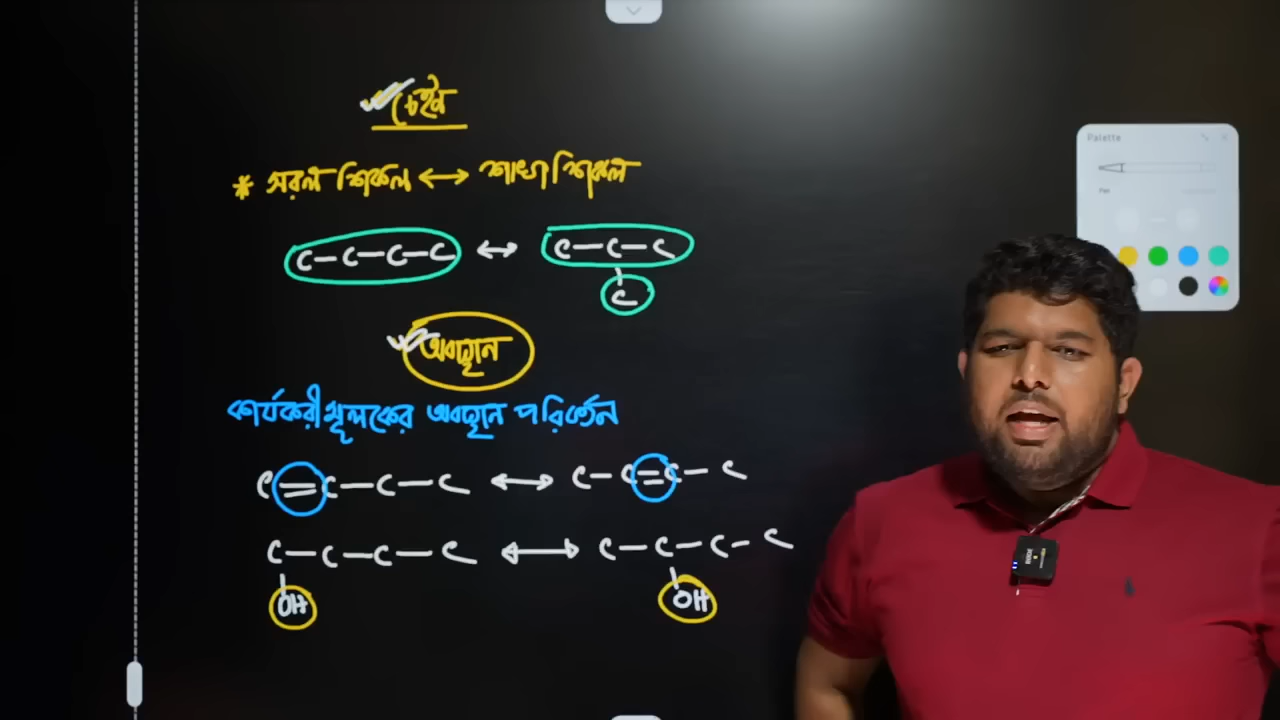 চেইন
* সরল শিকল ↔ শাখা শিকল
C-C-C-C ↔ C-C-C
C
অবস্থান
কার্যকরী মূলকের অবস্থান পরিবর্তন
C=C-C-C ↔ C-C=C-C
C-C-C-C ↔ C-C-C-C
OH OH
Palette